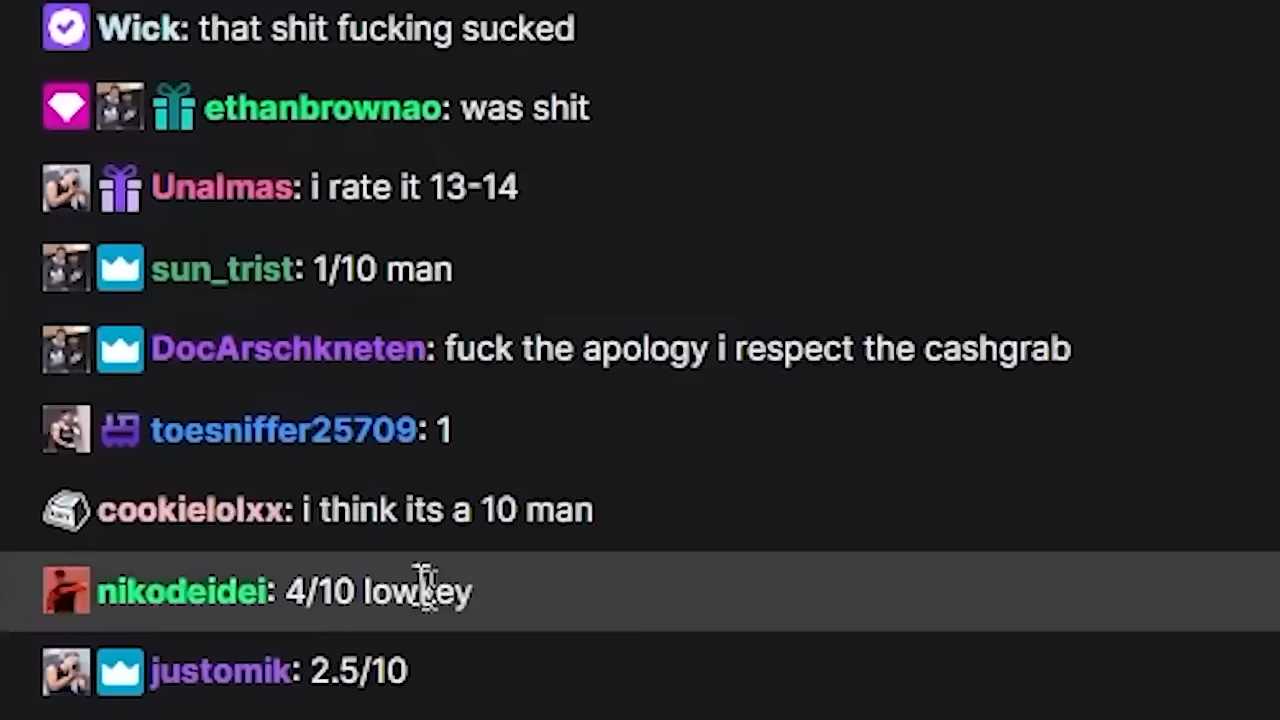 Wick: that shit fucking sucked
ethanbrownao: was shit
Unalmas: i rate it 13-14
sun_trist: 1/10 man
DocArschkneten: fuck the apology i respect the cashgrab
toesniffer25709: 1
cookielolxx: i think its a 10 man
nikodeidei: 4/10 lowkey
justomik: 2.5/10